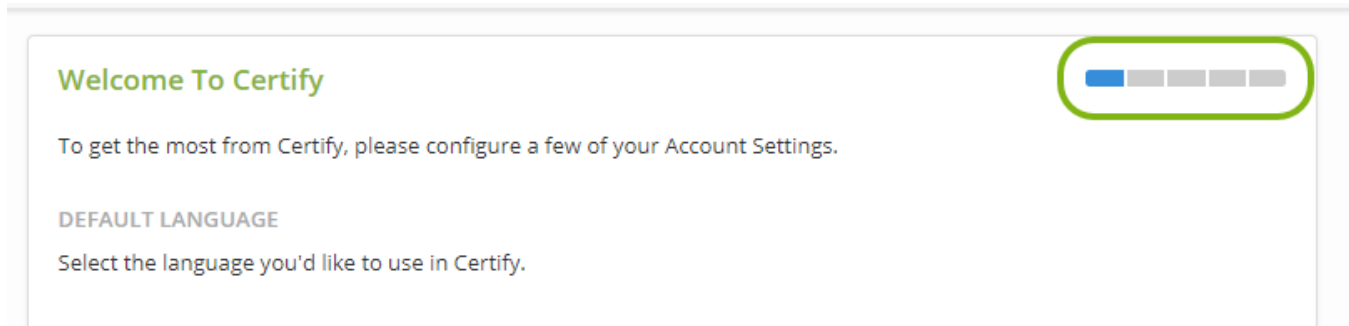 Welcome To Certify
To get the most from Certify, please configure a few of your Account Settings.
DEFAULT LANGUAGE
Select the language you'd like to use in Certify.